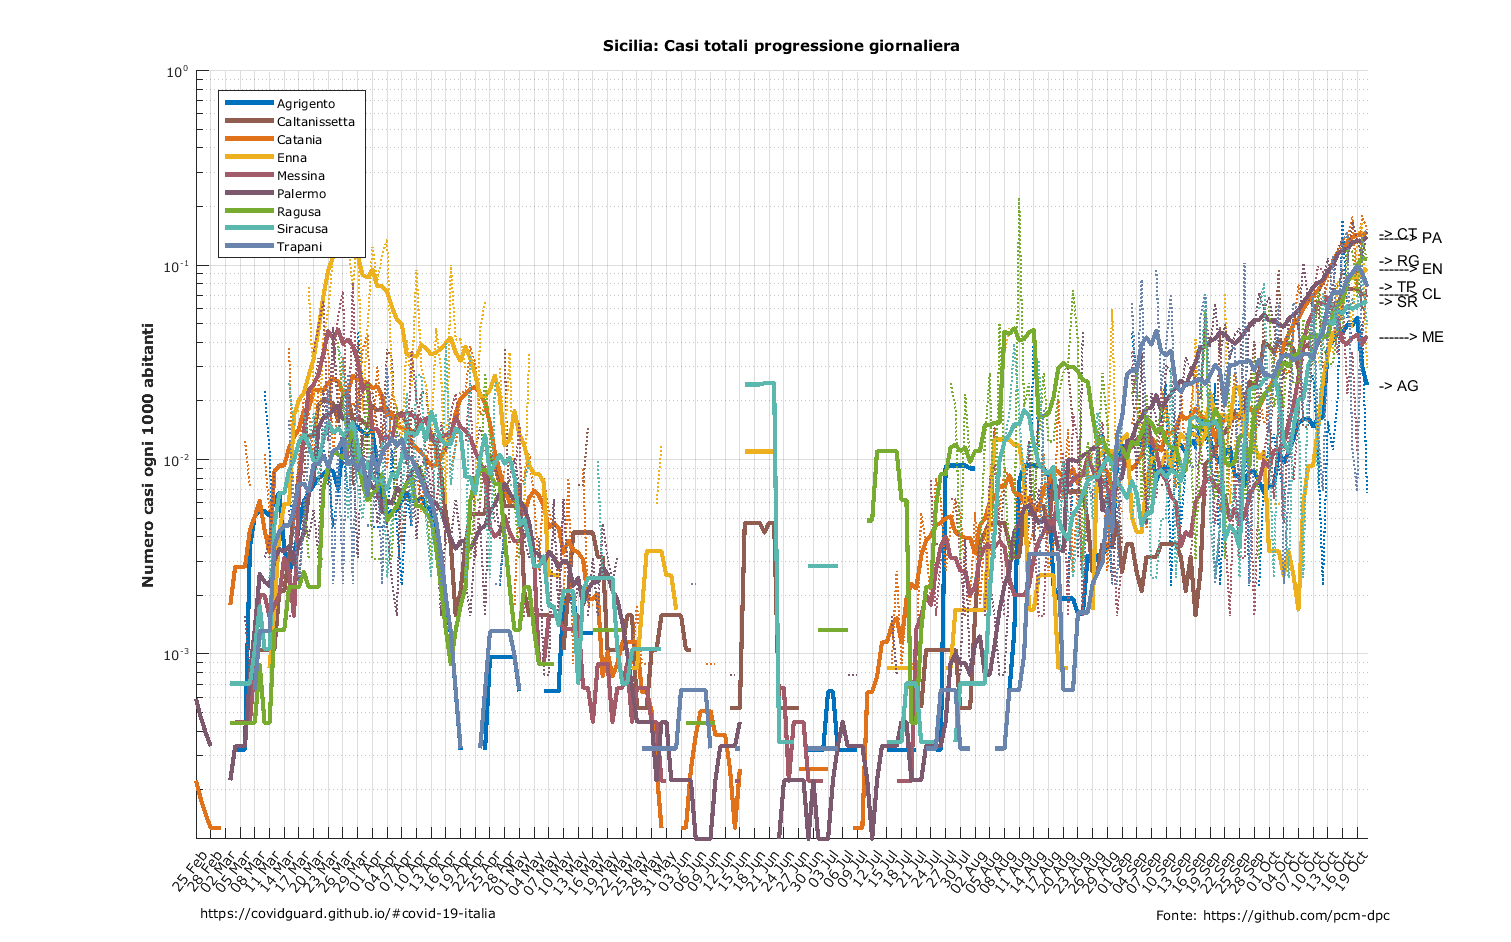 Sicilia: Casi totali progressione giornaliera
Numero casi ogni 1000 abitanti
10^0
10^-1
10^-2
10^-3
Agrigento
Caltanissetta
Catania
Enna
Messina
Palermo
Ragusa
Siracusa
Trapani
-> CT
------> PA
-> RG
------> EN
-> TP
------> CL
-> SR
------> ME
-> AG
25 Feb
28 Feb
02 Mar
05 Mar
08 Mar
11 Mar
14 Mar
17 Mar
20 Mar
23 Mar
26 Mar
29 Mar
01 Apr
04 Apr
07 Apr
10 Apr
13 Apr
16 Apr
19 Apr
22 Apr
25 Apr
28 Apr
01 May
04 May
07 May
10 May
13 May
16 May
19 May
22 May
25 May
28 May
31 May
03 Jun
06 Jun
09 Jun
12 Jun
15 Jun
18 Jun
21 Jun
24 Jun
27 Jun
30 Jun
03 Jul
06 Jul
09 Jul
12 Jul
15 Jul
18 Jul
21 Jul
24 Jul
27 Jul
30 Jul
02 Aug
05 Aug
08 Aug
11 Aug
14 Aug
17 Aug
20 Aug
23 Aug
26 Aug
29 Aug
01 Sep
04 Sep
07 Sep
10 Sep
13 Sep
16 Sep
19 Sep
22 Sep
25 Sep
28 Sep
01 Oct
04 Oct
07 Oct
10 Oct
13 Oct
16 Oct
19 Oct
https://covidguard.github.io/#covid-19-italia
Fonte: https://github.com/pcm-dpc